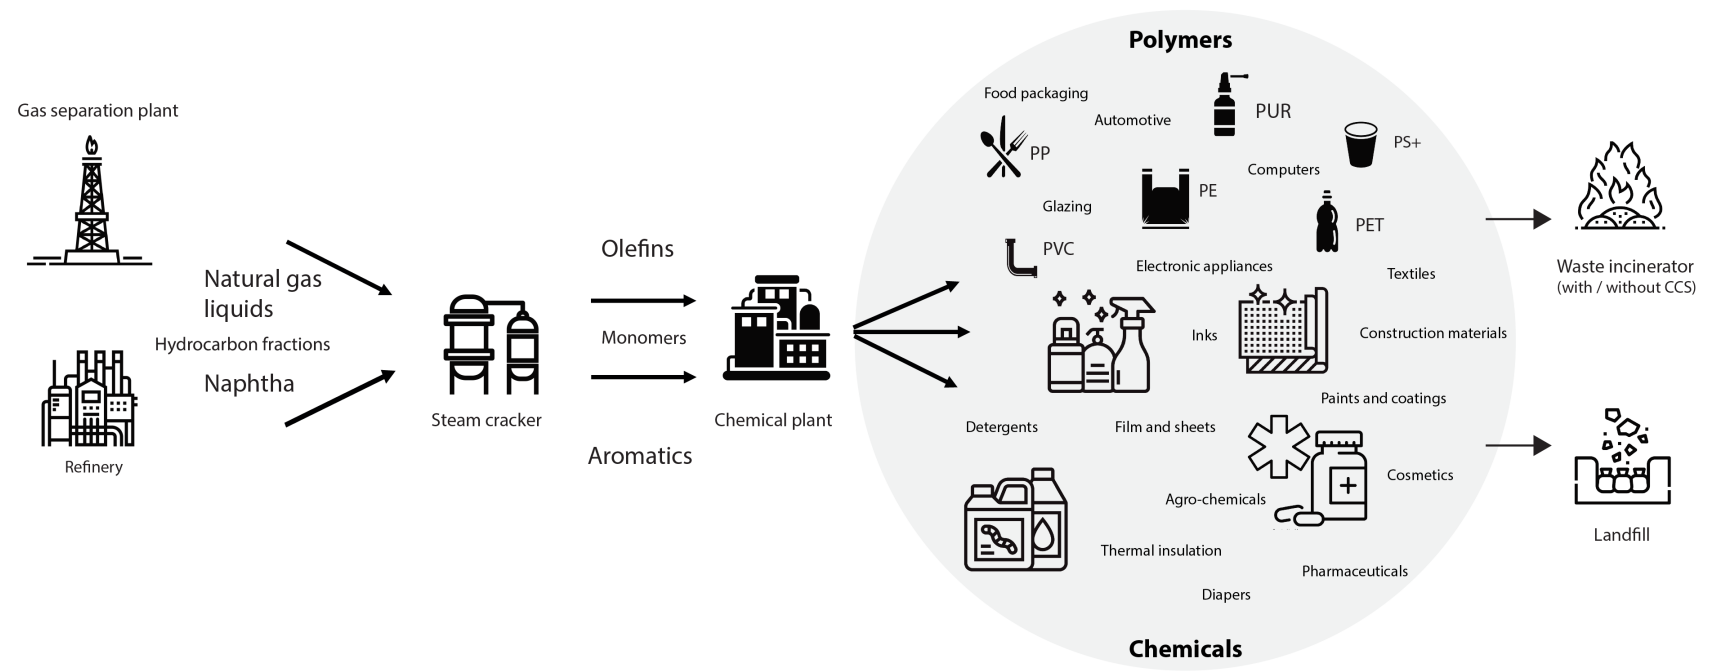 Gas separation plant
Natural gas
liquids
Hydrocarbon fractions
Naphtha
Refinery
Steam cracker
Olefins
Monomers
Aromatics
Chemical plant
Polymers
Food packaging
Automotive
PUR
PS+
PP
Computers
PE
Glazing
PET
PVC
Electronic appliances
Textiles
Inks
Construction materials
Paints and coatings
Detergents
Film and sheets
Cosmetics
Agro-chemicals
Thermal insulation
Pharmaceuticals
Diapers
Chemicals
Waste incinerator
(with / without CCS)
Landfill